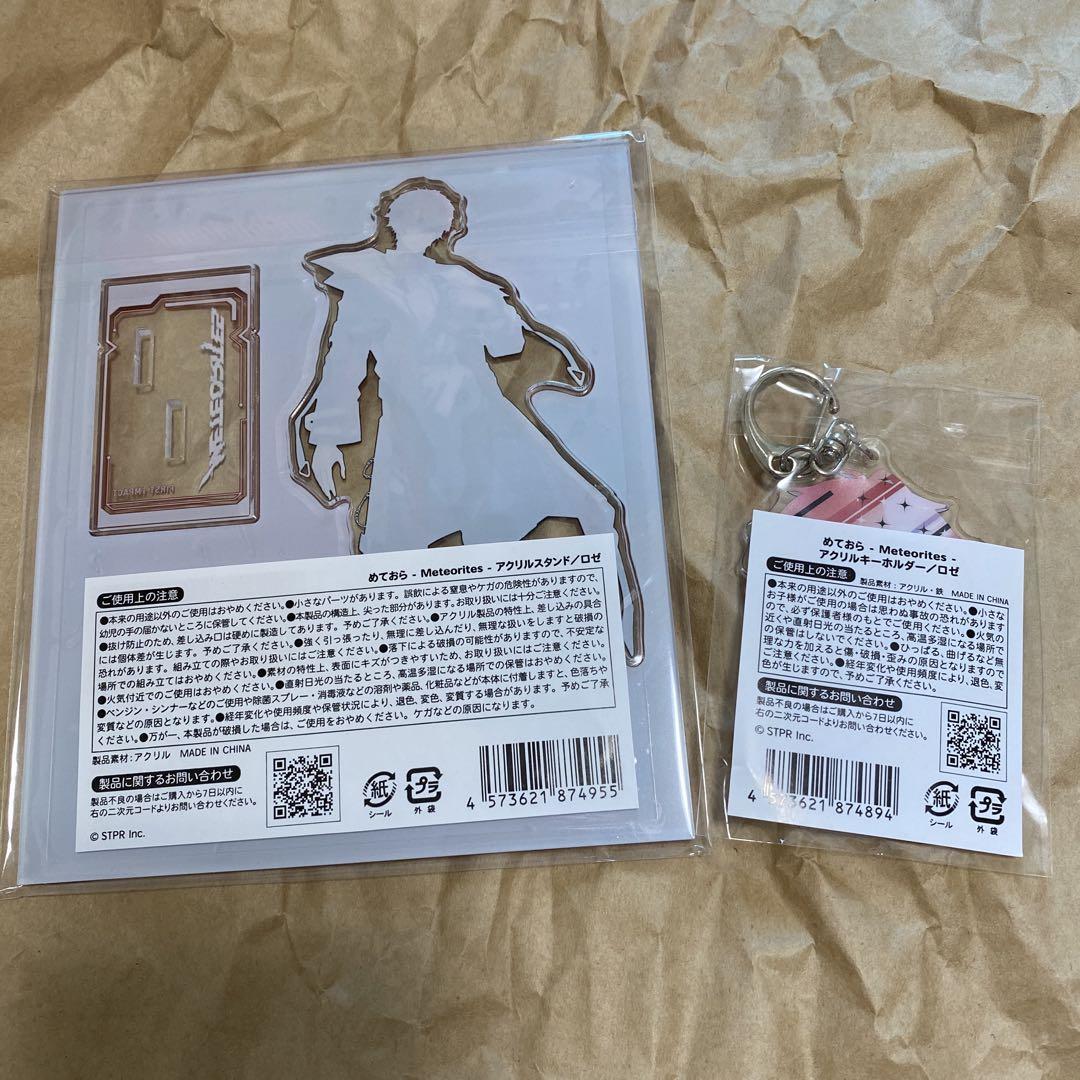 METEORITES
FIRST IMPACT
めておら - Meteorites - アクリルスタンド/ロゼ
ご使用上の注意
●本来の用途以外のご使用はおやめください。●小さなパーツがあります。誤飲による窒息やケガの危険性がありますので、
幼児の手の届かないところに保管してください。●本製品の構造上、尖った部分があります。お取り扱いには十分ご注意ください。
●抜け防止のため、差し込み口は硬めに製造してあります。予めご了承ください。●アクリル製品の特性上、差し込みの具合
には個体差が生じます。予めご了承ください。●強く引っ張ったり、無理に差し込んだり、無理な扱いをしますと破損の
恐れがあります。組み立ての際やお取り扱いにはご注意ください。●落下による破損の可能性がありますので、不安定な
場所での組み立てはおやめください。●素材の特性上、表面にキズがつきやすいため、お取り扱いにはご注意ください。
●火気付近でのご使用はおやめください。●直射日光の当たるところ、高温多湿になる場所での保管はおやめください。
●ベンジン・シンナーなどのご使用や除菌スプレー・消毒液などの溶剤や薬品、化粧品などが本体に付着しますと、色落ちや
変質などの原因となります。●経年変化や使用頻度や保管状況により、退色、変色、変質する場合があります。予めご了承
ください。●万が一、本製品が破損した場合は、ご使用をおやめください。ケガなどの原因になります。
製品素材:アクリル MADE IN CHINA
製品に関するお問い合わせ
製品不良の場合はご購入から7日以内に
右の二次元コードよりお問い合わせください。
© STPR Inc.
紙
シール
プラ
外袋
4 573621 874955
めておら - Meteorites -
アクリルキーホルダー/ロゼ
ご使用上の注意
製品素材:アクリル・鉄 MADE IN CHINA
●本来の用途以外のご使用はおやめください。●小さな
お子様がご使用の場合は思わぬ事故の恐れがあります
ので、必ず保護者様のもとでご使用ください。●火気の
近くや直射日光の当たるところ、高温多湿になる場所で
の保管はしないでください。●ひっぱる、曲げるなど無
理な力を加えると傷・破損・歪みの原因となりますので
ご注意ください。●経年変化や使用頻度により、退色、変
色が生じますので、予めご了承ください。
製品に関するお問い合わせ
製品不良の場合はご購入から7日以内に
右の二次元コードよりお問い合わせください。
© STPR Inc.
4 573621 874894
紙
シール
プラ
外袋